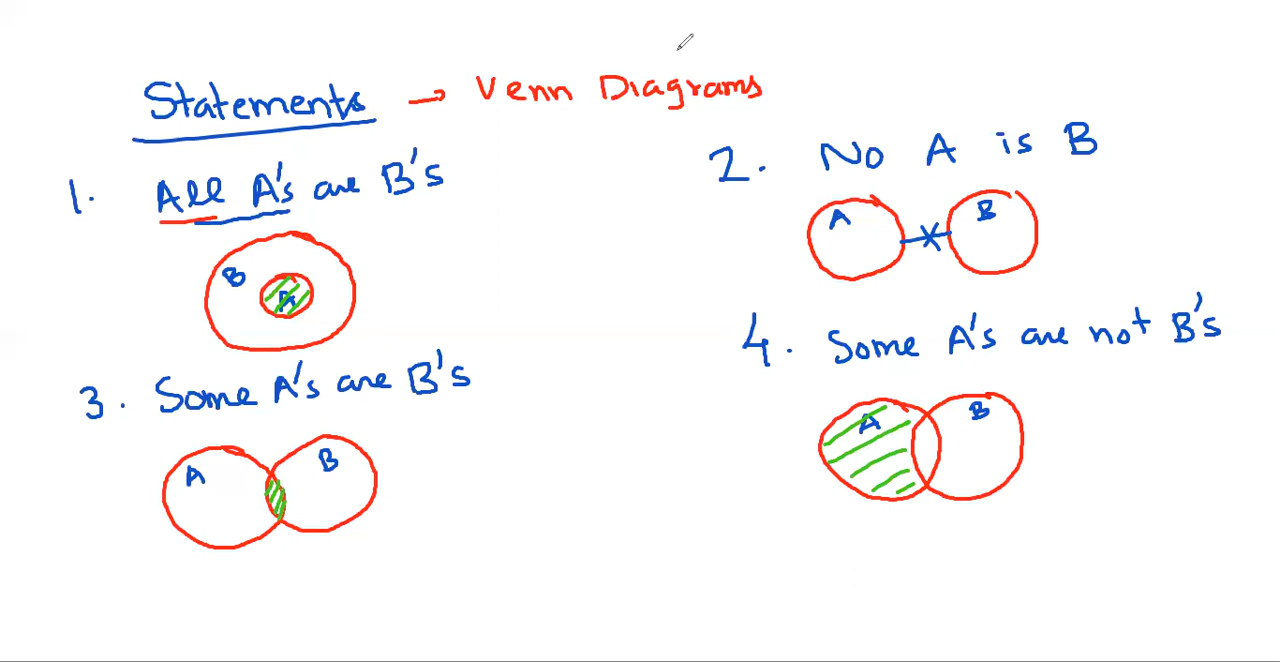 Statements → Venn Diagrams
1. All A's are B's
2. No A is B
B
A
A
B
3. Some A's are B's
4. Some A's are not B's
A
B
A
B